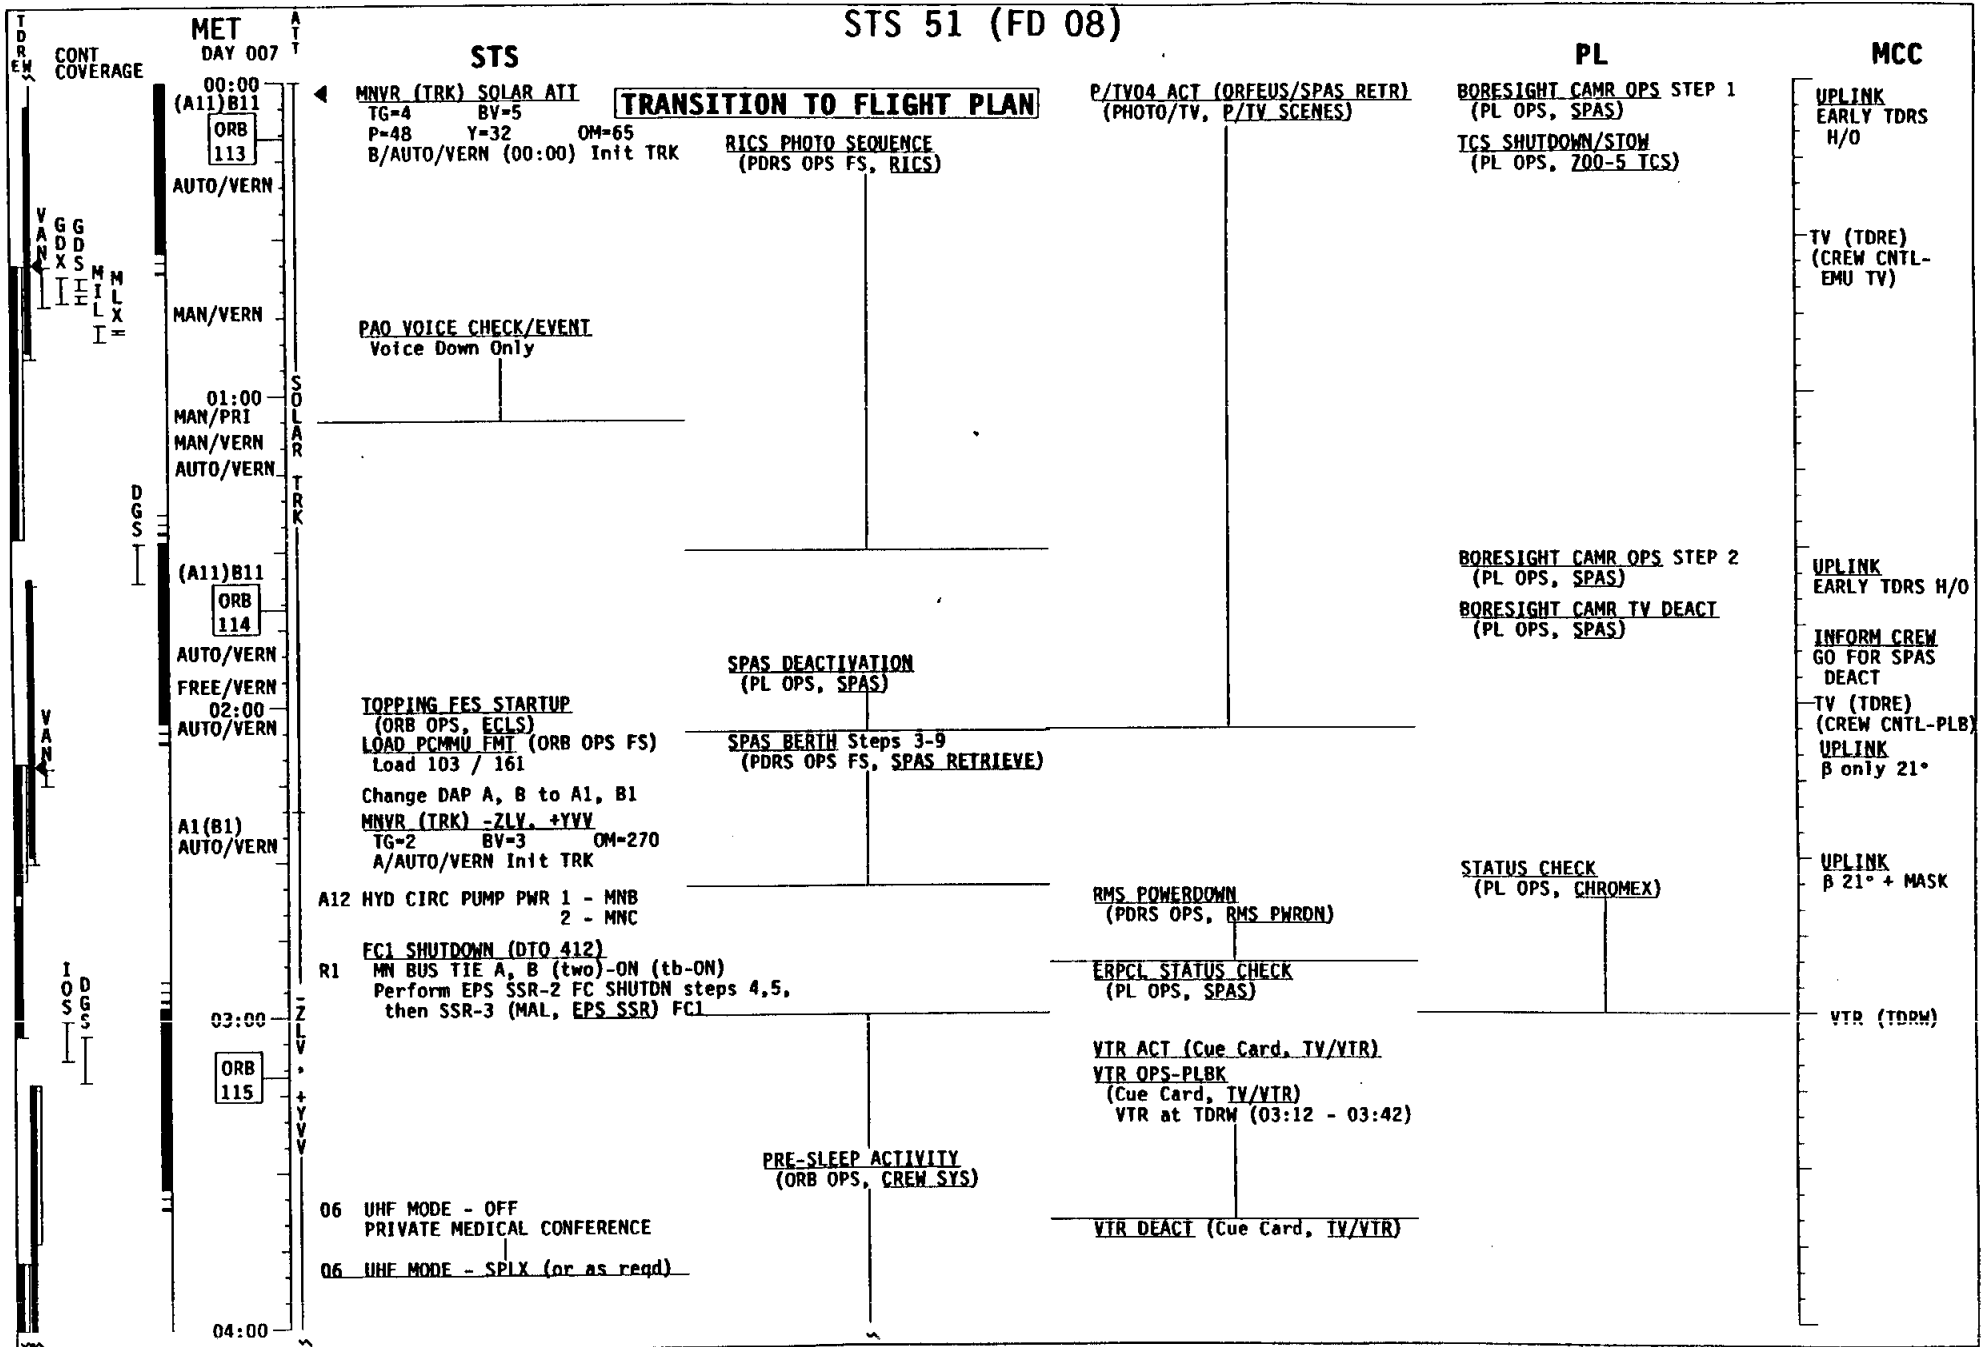 STS 51 (FD 08)
TDRE W
CONT
COVERAGE
MET
DAY 007
ATT
STS
PL
MCC
00:00
(A11)B11
ORB
113
AUTO/VERN
VAN
GDX
GDS
MIL
MLX
MAN/VERN
01:00
MAN/PRI
MAN/VERN
AUTO/VERN
DGS
(A11)B11
ORB
114
AUTO/VERN
FREE/VERN
02:00
AUTO/VERN
VAN
A1(B1)
AUTO/VERN
IOS
DGS
03:00
ORB
115
04:00
SOLAR TRK
-ZLV, +YVV
MNVR (TRK) SOLAR ATT
TG=4 BV=5
P=48 Y=32 OM=65
B/AUTO/VERN (00:00) Init TRK
PAO VOICE CHECK/EVENT
Voice Down Only
TOPPING FES STARTUP
(ORB OPS, ECLS)
LOAD PCMMU FMT (ORB OPS FS)
Load 103 / 161
Change DAP A, B to A1, B1
MNVR (TRK) -ZLV, +YVV
TG=2 BV=3 OM=270
A/AUTO/VERN Init TRK
A12 HYD CIRC PUMP PWR 1 - MNB
2 - MNC
FC1 SHUTDOWN (DTO 412)
R1 MN BUS TIE A, B (two)-ON (tb-ON)
Perform EPS SSR-2 FC SHUTDN steps 4,5,
then SSR-3 (MAL, EPS SSR) FC1
06 UHF MODE - OFF
PRIVATE MEDICAL CONFERENCE
06 UHF MODE - SPLX (or as reqd)
TRANSITION TO FLIGHT PLAN
RICS PHOTO SEQUENCE
(PDRS OPS FS, RICS)
SPAS DEACTIVATION
(PL OPS, SPAS)
SPAS BERTH Steps 3-9
(PDRS OPS FS, SPAS RETRIEVE)
PRE-SLEEP ACTIVITY
(ORB OPS, CREW SYS)
P/TV04 ACT (ORFEUS/SPAS RETR)
(PHOTO/TV, P/TV SCENES)
RMS POWERDOWN
(PDRS OPS, RMS PWRDN)
ERPCL STATUS CHECK
(PL OPS, SPAS)
VTR ACT (Cue Card, TV/VTR)
VTR OPS-PLBK
(Cue Card, TV/VTR)
VTR at TDRW (03:12 - 03:42)
VTR DEACT (Cue Card, TV/VTR)
BORESIGHT CAMR OPS STEP 1
(PL OPS, SPAS)
TCS SHUTDOWN/STOW
(PL OPS, Z00-5 TCS)
BORESIGHT CAMR OPS STEP 2
(PL OPS, SPAS)
BORESIGHT CAMR TV DEACT
(PL OPS, SPAS)
STATUS CHECK
(PL OPS, CHROMEX)
UPLINK
EARLY TDRS
H/O
TV (TDRE)
(CREW CNTL-
EMU TV)
UPLINK
EARLY TDRS H/O
INFORM CREW
GO FOR SPAS
DEACT
TV (TDRE)
(CREW CNTL-PLB)
UPLINK
β only 21°
UPLINK
β 21° + MASK
VTR (TDRW)